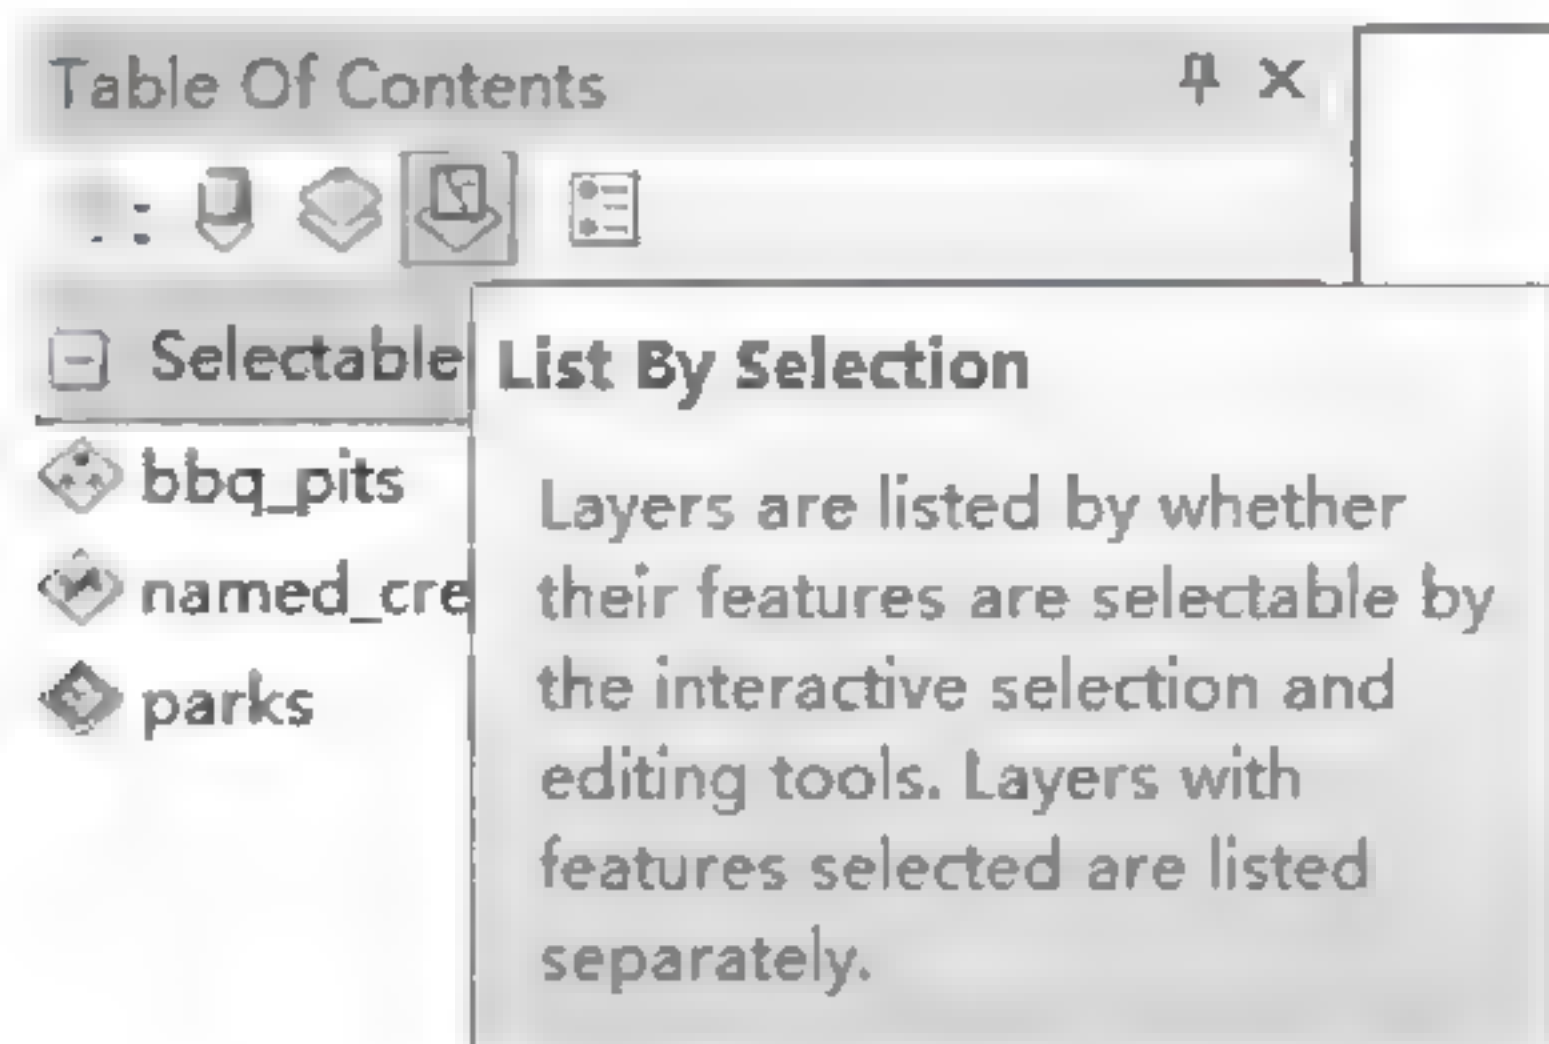 Table Of Contents
Selectable
List By Selection
bbq_pits
named_cre
parks
Layers are listed by whether
their features are selectable by
the interactive selection and
editing tools. Layers with
features selected are listed
separately.